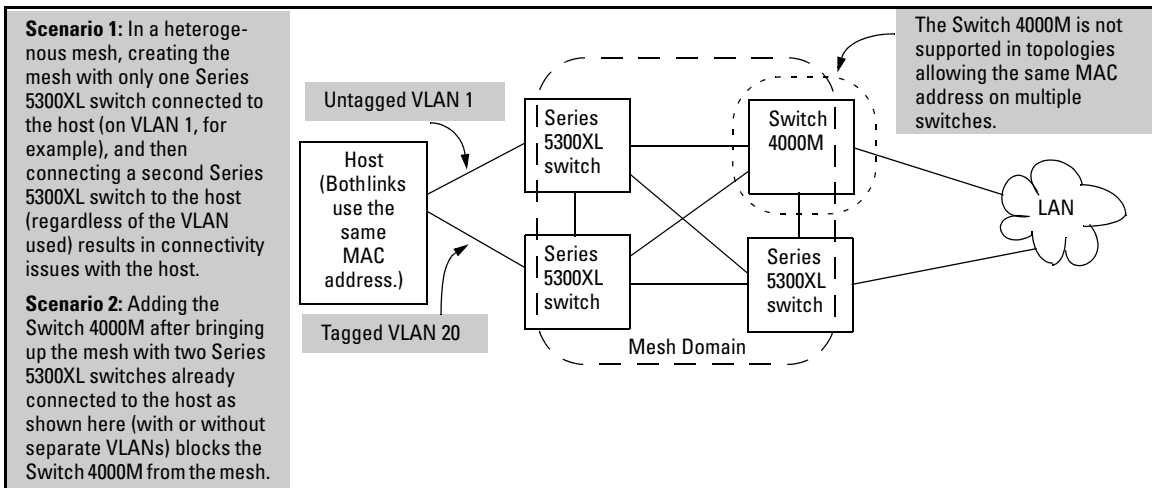 Scenario 1: In a heteroge-
nous mesh, creating the
mesh with only one Series
5300XL switch connected to
the host (on VLAN 1, for
example), and then
connecting a second Series
5300XL switch to the host
(regardless of the VLAN
used) results in connectivity
issues with the host.
Scenario 2: Adding the
Switch 4000M after bringing
up the mesh with two Series
5300XL switches already
connected to the host as
shown here (with or without
separate VLANs) blocks the
Switch 4000M from the mesh.
Untagged VLAN 1
Host
(Both links
use the
same
MAC
address.)
Tagged VLAN 20
Series
5300XL
switch
Series
5300XL
switch
Switch
4000M
Series
5300XL
switch
Mesh Domain
The Switch 4000M is not
supported in topologies
allowing the same MAC
address on multiple
switches.
LAN